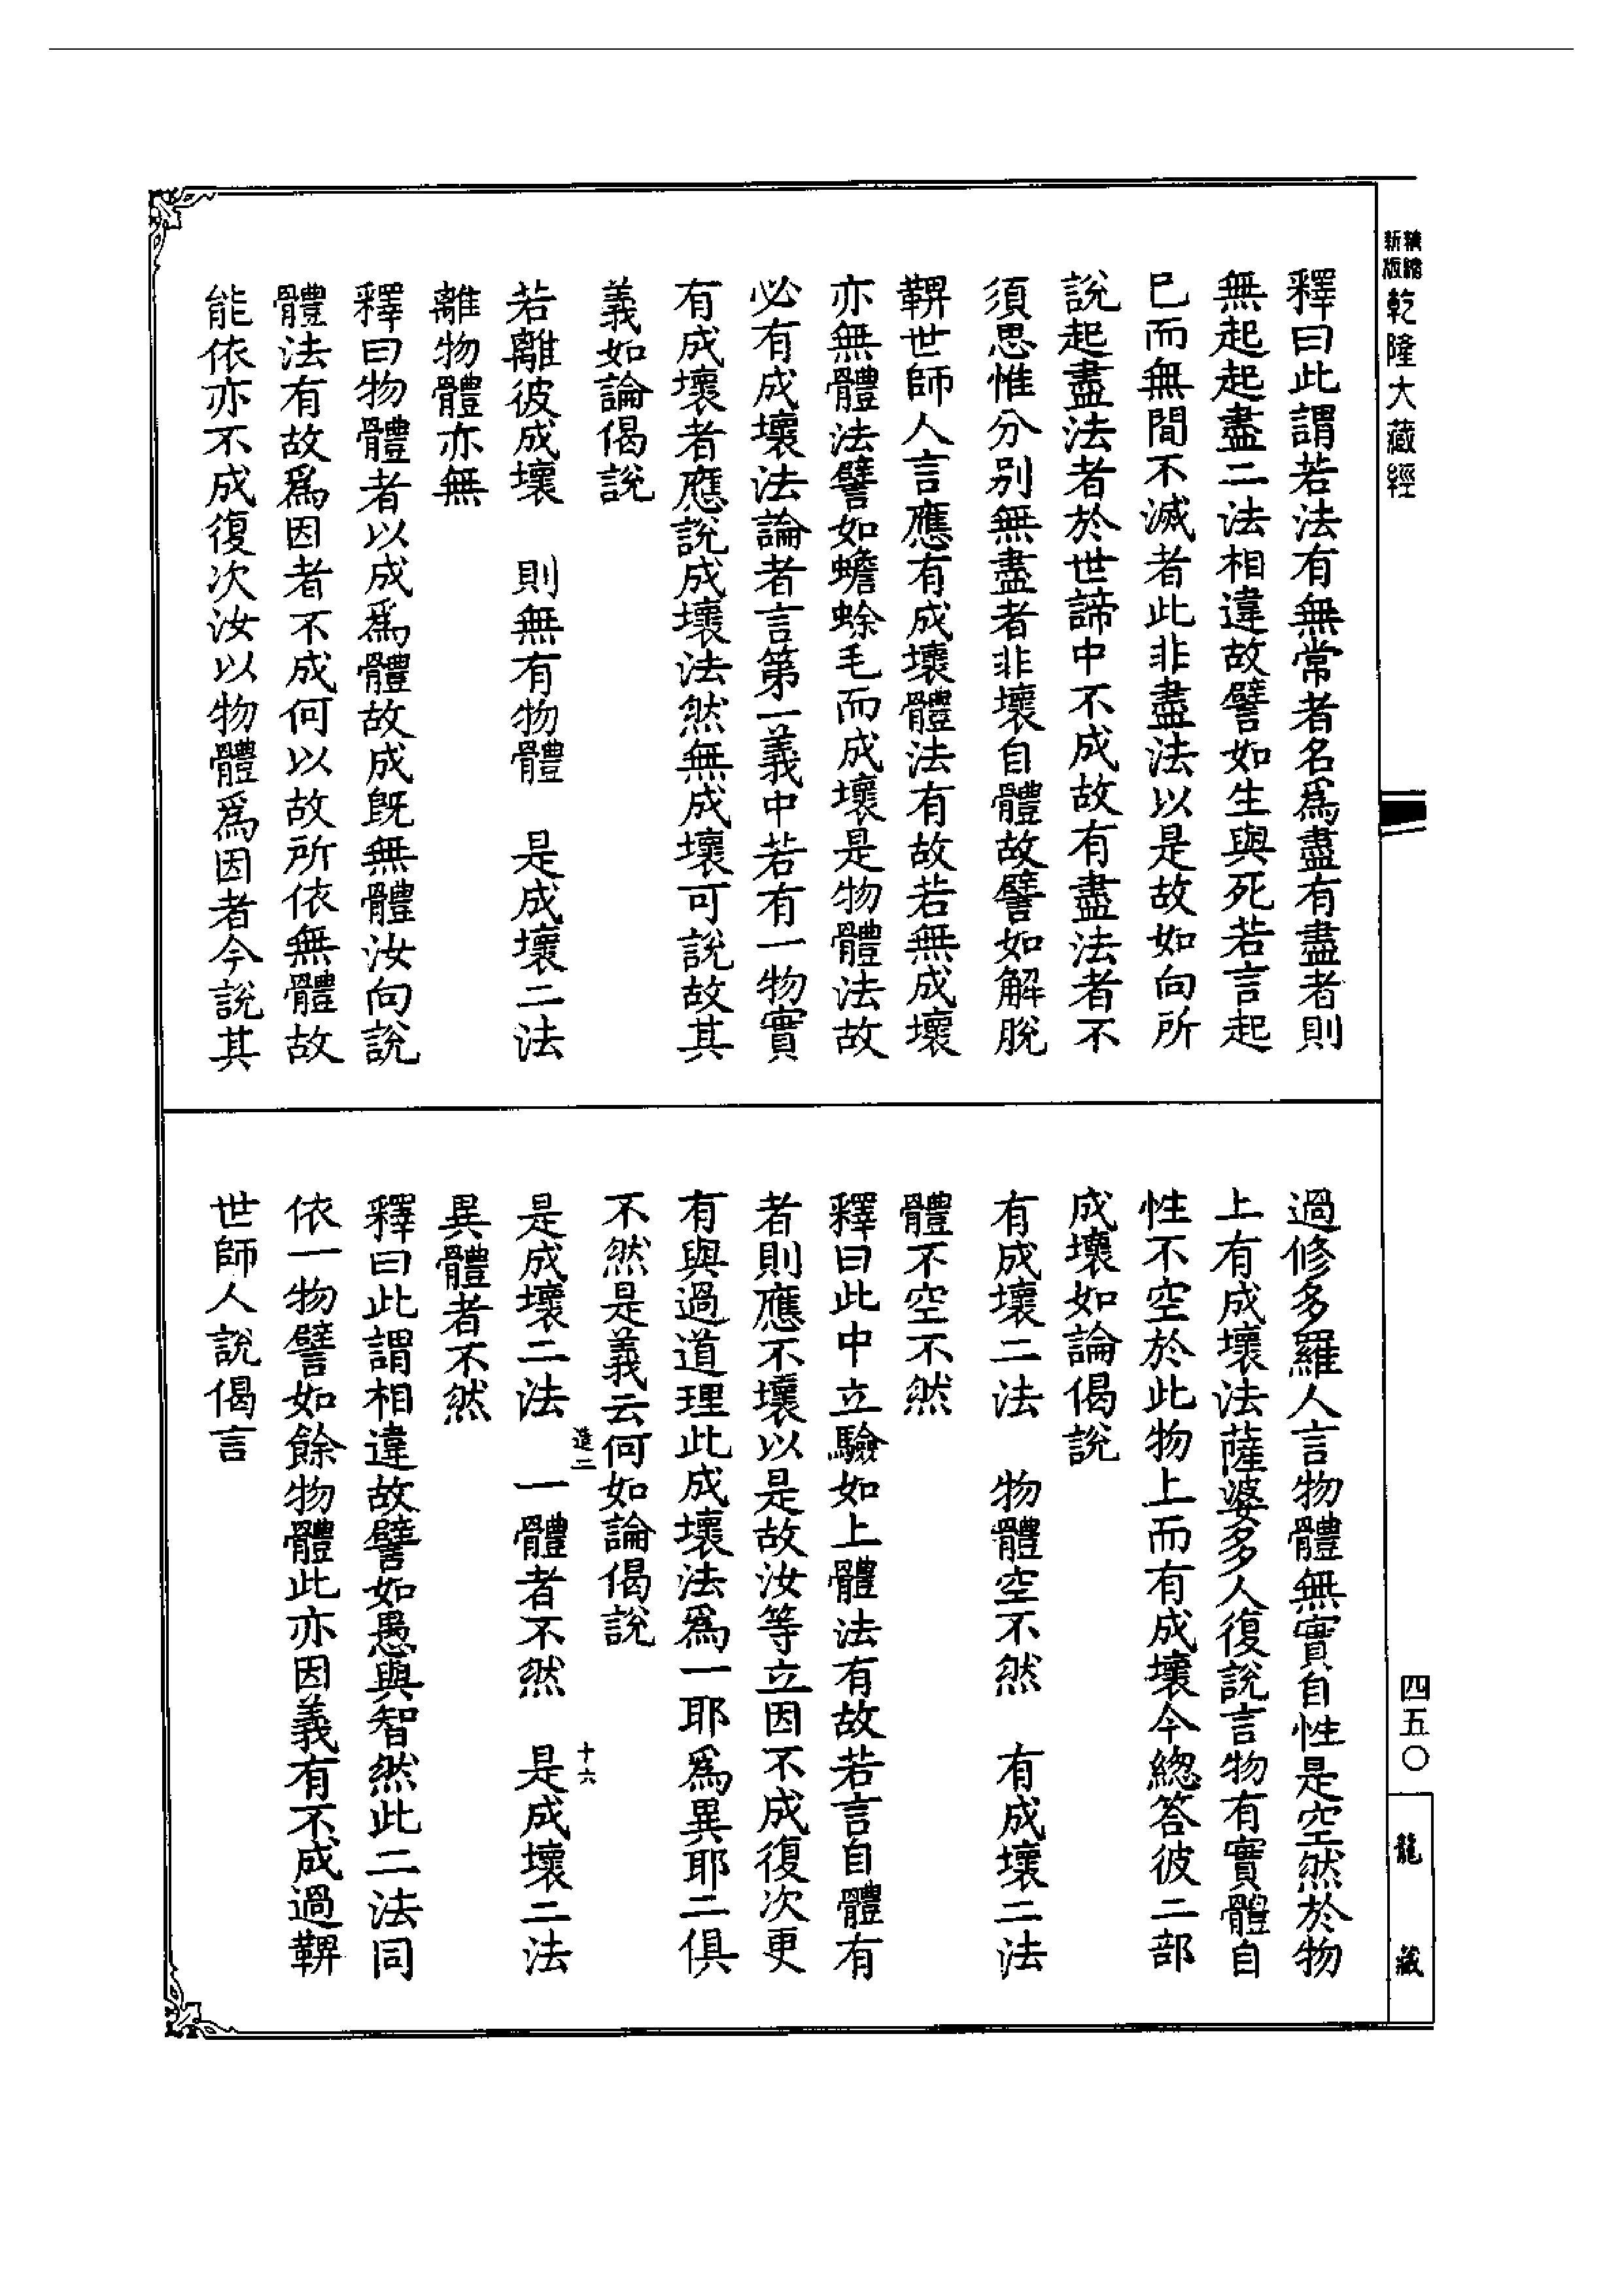 新版精縮乾隆大藏經
釋曰此謂若法有無常者名爲盡有盡者則
無起起盡二法相違故譬如生與死若言起
已而無間不滅者此非盡法以是故如向所
說起盡法者於世諦中不成故有盡法者不
須思惟分別無盡者非壞自體故譬如解脫
鞞世師人言應有成壞體法有故若無成壞
亦無體法譬如蟾蜍毛而成壞是物體法故
必有成壞法論者言第一義中若有一物實
有成壞者應說成壞法然無成壞可說故其
義如論偈說
若離彼成壞　則無有物體　是成壞二法
離物體亦無
釋曰物體者以成爲體故成旣無體汝向說
體法有故爲因者不成何以故所依無體故
能依亦不成復次汝以物體爲因者今說其
過修多羅人言物體無實自性是空然於物
上有成壞法薩婆多人復說言物有實體自
性不空於此物上而有成壞今總答彼二部
成壞如論偈說
有成壞二法　物體空不然　有成壞二法
體不空不然
釋曰此中立驗如上體法有故若言自體有
者則應不壞以是故汝等立因不成復次更
有與過道理此成壞法爲一耶爲異耶二俱
不然是義云何如論偈說
造二　十六
是成壞二法　一體者不然　是成壞二法
異體者不然
釋曰此謂相違故譬如愚與智然此二法同
依一物譬如餘物體此亦因義有不成過鞞
世師人說偈言
四五〇
龍藏